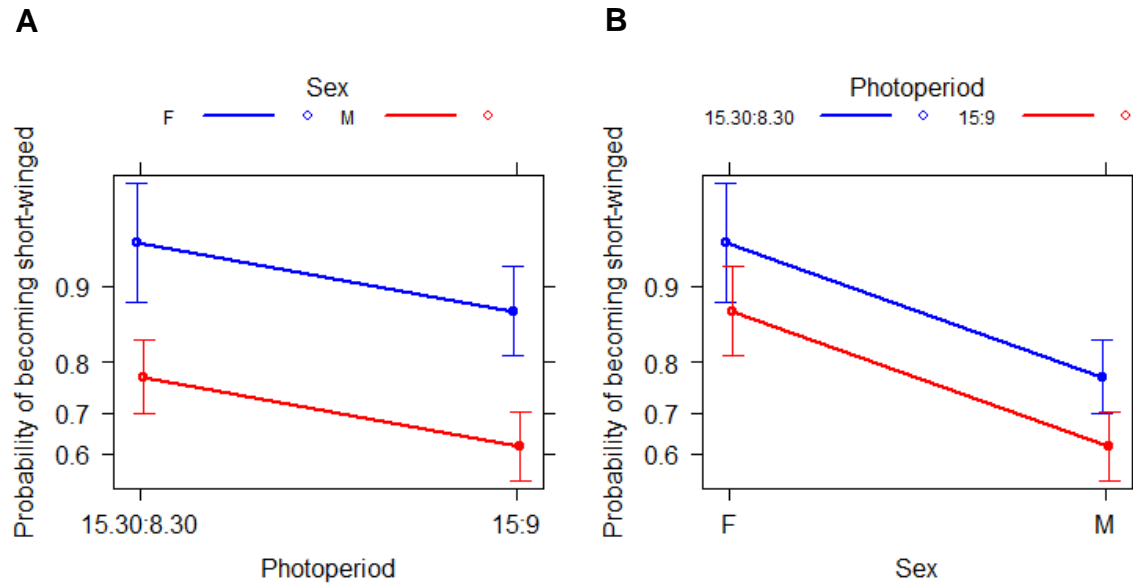 A
Sex
F M
Probability of becoming short-winged
0.9
0.8
0.7
0.6
15.30:8.30 15:9
Photoperiod
B
Photoperiod
15.30:8.30 15:9
Probability of becoming short-winged
0.9
0.8
0.7
0.6
F M
Sex